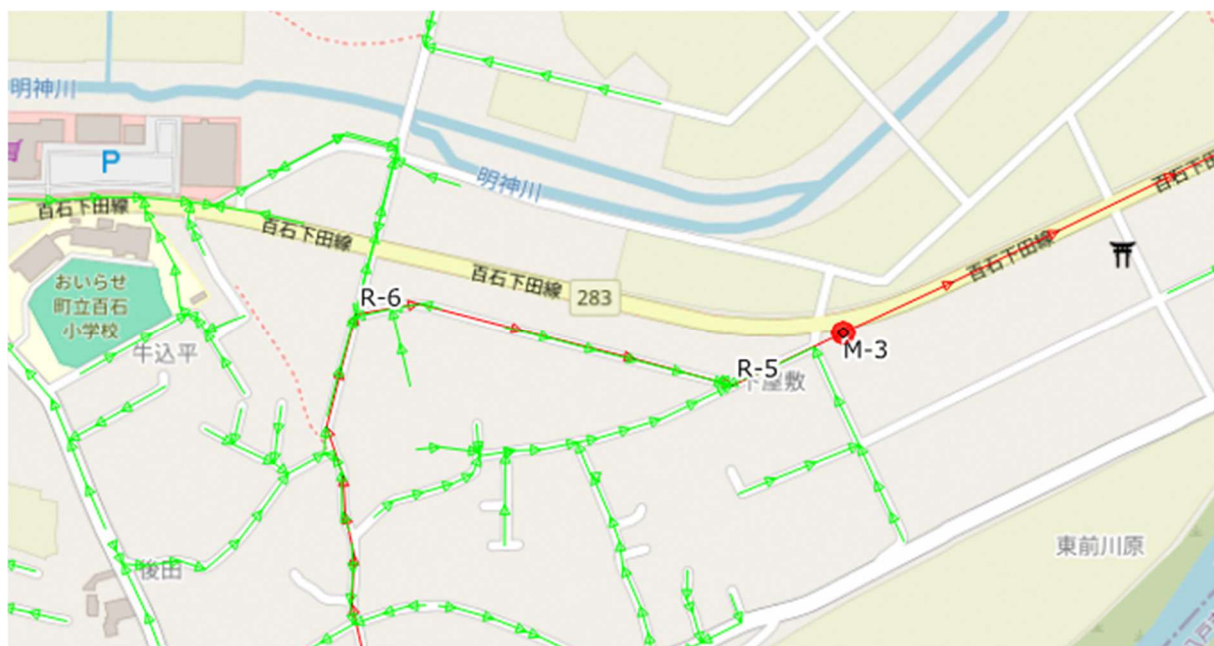 明神川
P
明神川
百石下田線
百石下田線
百石下田線
百石下田線
百石下田線
おいらせ
町立百石
小学校
R-6
283
牛込平
M-3
R-5
下屋敷
後田
東前川原